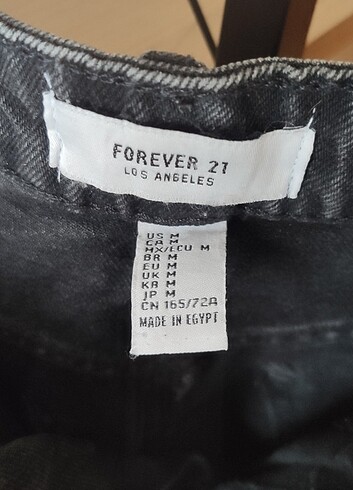 FOREVER 21
LOS ANGELES
US M
CA M
MX/ECU M
BR M
EU M
UK M
KR M
JP M
CN 165/72A
MADE IN EGYPT